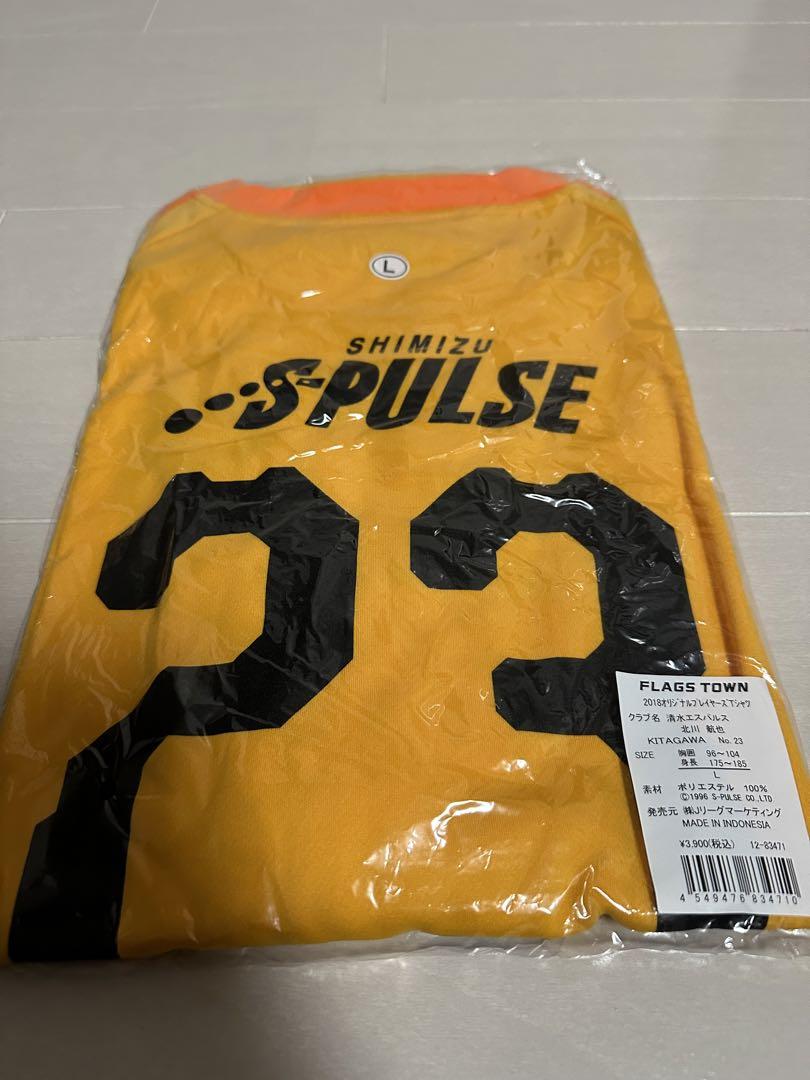 L
SHIMIZU
S-PULSE
23
FLAGS TOWN
2018オリジナルプレイヤーズTシャツ
クラブ名 清水エスパルス
北川 航也
KITAGAWA No.23
SIZE 胸囲 96～104
身長 175～185
L
素材 ポリエステル 100%
©1996 S-PULSE CO.,LTD
発売元 ㈱Jリーグマーケティング
MADE IN INDONESIA
¥3,900(税込) 12-83471
4 549476 834710